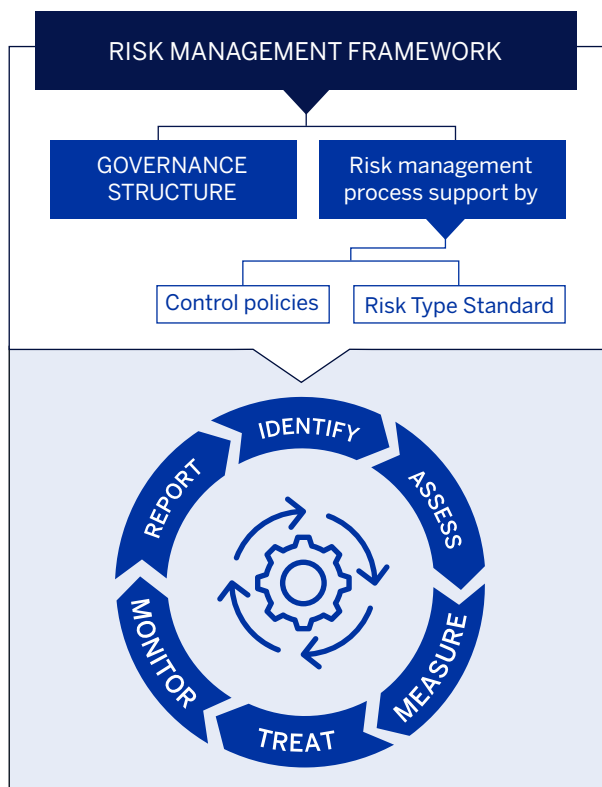 RISK MANAGEMENT FRAMEWORK
GOVERNANCE
STRUCTURE
Risk management
process support by
Control policies
Risk Type Standard
IDENTIFY
ASSESS
MEASURE
TREAT
MONITOR
REPORT